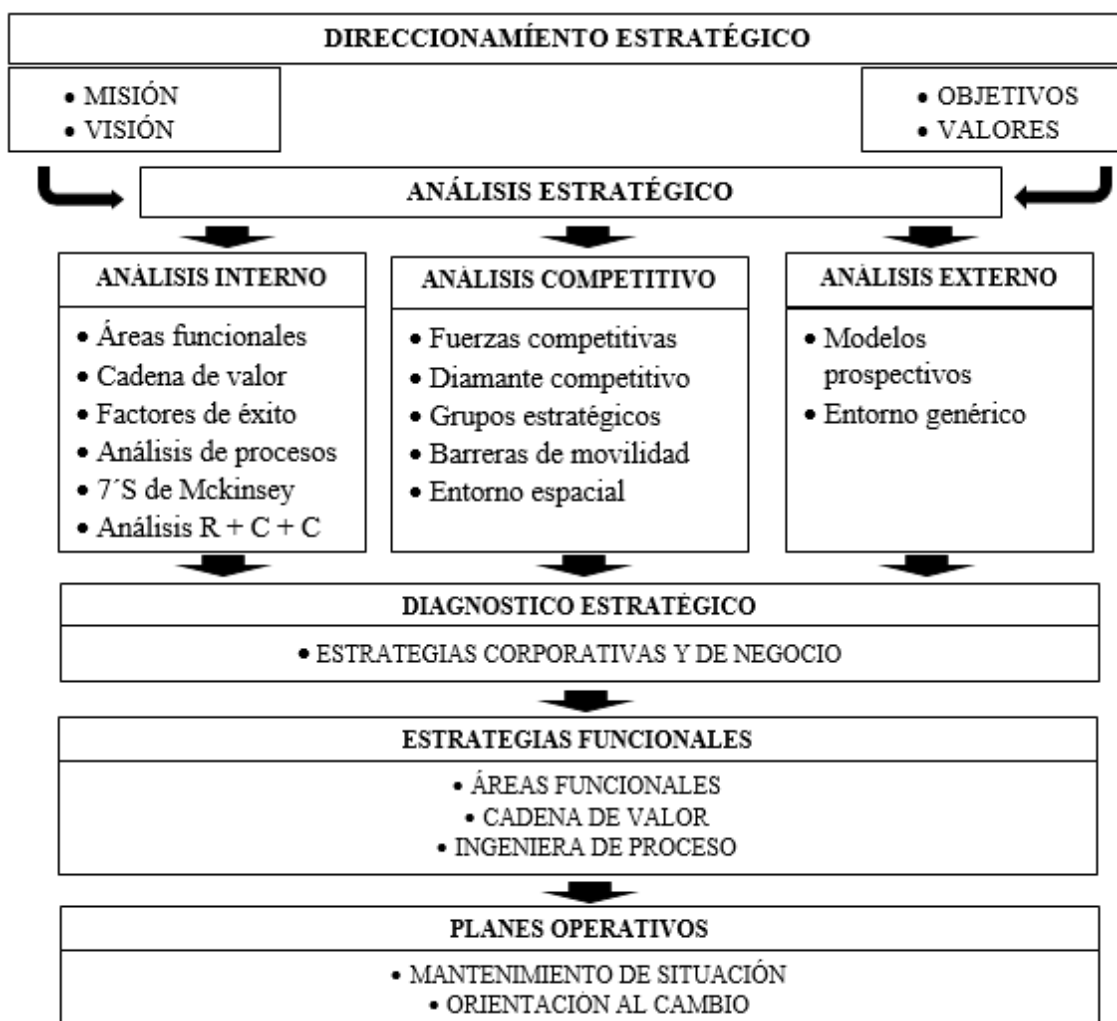 DIRECCIONAMÍENTO ESTRATÉGICO
• MISIÓN
• VISIÓN
• OBJETIVOS
• VALORES
ANÁLISIS ESTRATÉGICO
ANÁLISIS INTERNO
• Áreas funcionales
• Cadena de valor
• Factores de éxito
• Análisis de procesos
• 7´S de Mckinsey
• Análisis R + C + C
ANÁLISIS COMPETITIVO
• Fuerzas competitivas
• Diamante competitivo
• Grupos estratégicos
• Barreras de movilidad
• Entorno espacial
ANÁLISIS EXTERNO
• Modelos
prospectivos
• Entorno genérico
DIAGNOSTICO ESTRATÉGICO
• ESTRATEGIAS CORPORATIVAS Y DE NEGOCIO
ESTRATEGIAS FUNCIONALES
• ÁREAS FUNCIONALES
• CADENA DE VALOR
• INGENIERA DE PROCESO
PLANES OPERATIVOS
• MANTENIMIENTO DE SITUACIÓN
• ORIENTACIÓN AL CAMBIO